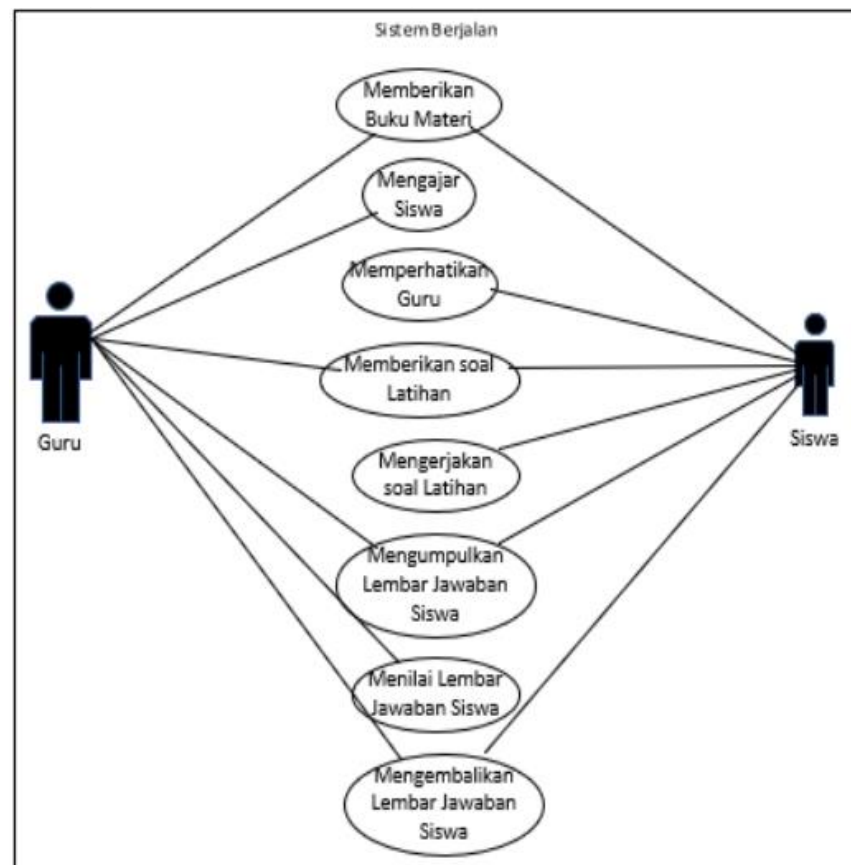 Sistem Berjalan
Memberikan
Buku Materi
Mengajar
Siswa
Memperhatikan
Guru
Memberikan soal
Latihan
Guru
Siswa
Mengerjakan
soal Latihan
Mengumpulkan
Lembar Jawaban
Siswa
Menilai Lembar
Jawaban Siswa
Mengembalikan
Lembar Jawaban
Siswa